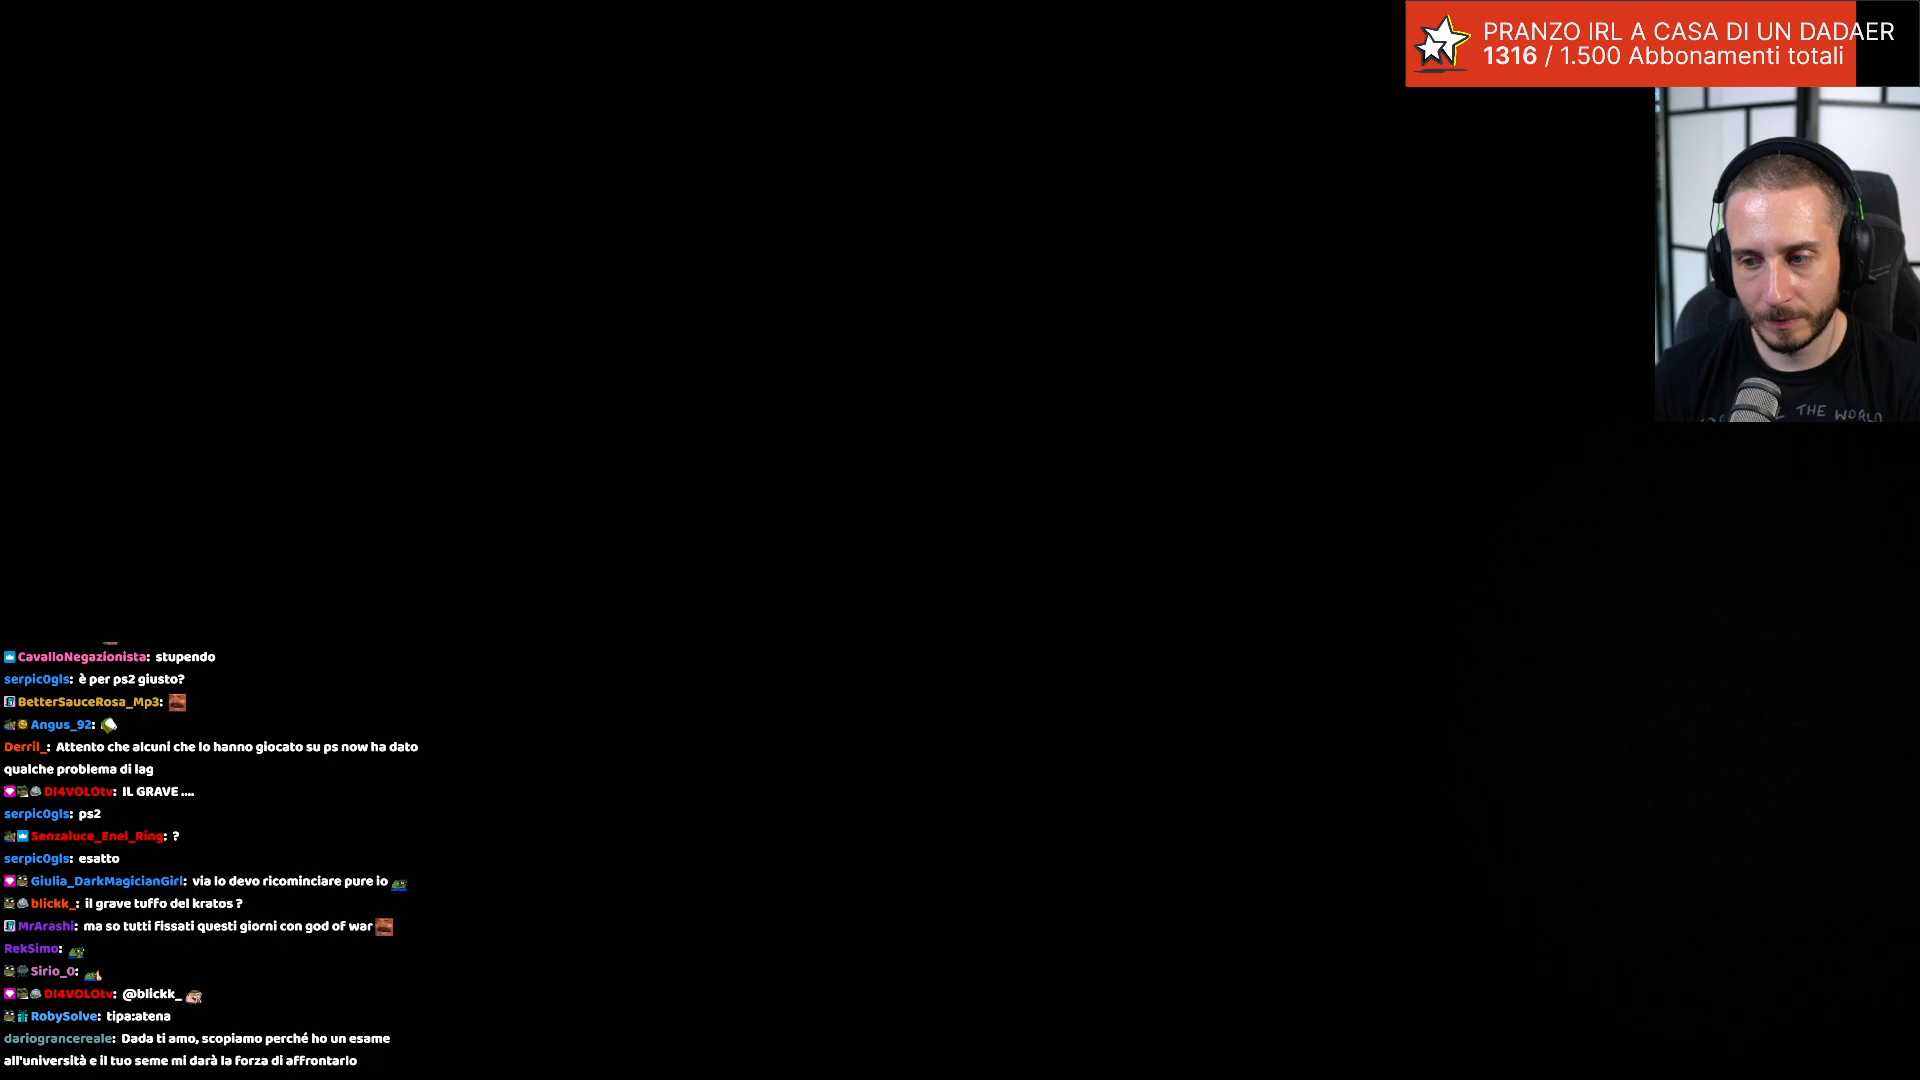 PRANZO IRL A CASA DI UN DADAER
1316 / 1.500 Abbonamenti totali
THE WORLD
CavalloNegazionista: stupendo
serpic0gls: è per ps2 giusto?
BetterSauceRosa_Mp3:
Angus_92:
Derril_: Attento che alcuni che lo hanno giocato su ps now ha dato
qualche problema di lag
DI4VOLOtv: IL GRAVE ....
serpic0gls: ps2
Senzaluce_Enel_Ring: ?
serpic0gls: esatto
Giulia_DarkMagicianGirl: via lo devo ricominciare pure io
blickk_: il grave tuffo del kratos ?
MrArashi: ma so tutti fissati questi giorni con god of war
RekSimo:
Sirio_0:
DI4VOLOtv: @blickk_
RobySolve: tipa:atena
dariograncereale: Dada ti amo, scopiamo perché ho un esame
all'università e il tuo seme mi darà la forza di affrontarlo